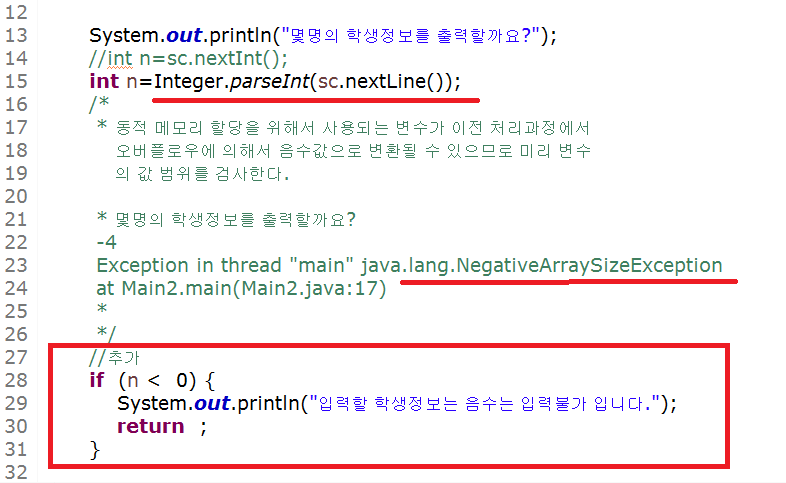 12
13 System.out.println("몇명의 학생정보를 출력할까요?");
14 //int n=sc.nextInt();
15 int n=Integer.parseInt(sc.nextLine());
16 /*
17 * 동적 메모리 할당을 위해서 사용되는 변수가 이전 처리과정에서
18 오버플로우에 의해서 음수값으로 변환될 수 있으므로 미리 변수
19 의 값 범위를 검사한다.
20
21 * 몇명의 학생정보를 출력할까요?
22 -4
23 Exception in thread "main" java.lang.NegativeArraySizeException
24 at Main2.main(Main2.java:17)
25 *
26 */
27 //추가
28 if (n < 0) {
29 System.out.println("입력할 학생정보는 음수는 입력불가 입니다.");
30 return ;
31 }
32